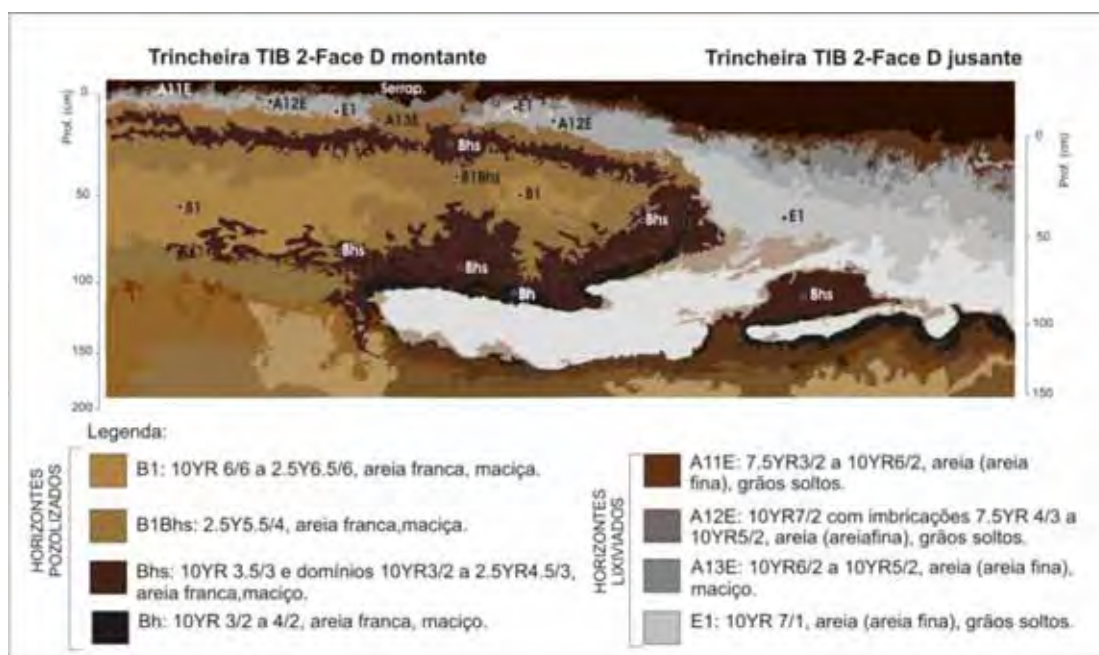 Trincheira TIB 2-Face D montante
Trincheira TIB 2-Face D jusante
Prof. (cm)
0
50
100
150
200
A11E
A12E
E1
Serrap.
A13E
E1
A12E
Bhs
B1Bhs
B1
B1
Bhs
Bhs
Bhs
Bh
E1
Bhs
Prof. (cm)
0
50
100
150
Legenda:
HORIZONTES
POZOLIZADOS
B1: 10YR 6/6 a 2.5Y6.5/6, areia franca, maciça.
B1Bhs: 2.5Y5.5/4, areia franca,maciça.
Bhs: 10YR 3.5/3 e domínios 10YR3/2 a 2.5YR4.5/3,
areia franca,maciço.
Bh: 10YR 3/2 a 4/2, areia franca, maciço.
HORIZONTES
LIXIVIADOS
A11E: 7.5YR3/2 a 10YR6/2, areia (areia
fina), grãos soltos.
A12E: 10YR7/2 com imbricações 7.5YR 4/3 a
10YR5/2, areia (areiafina), grãos soltos.
A13E: 10YR6/2 a 10YR5/2, areia (areia fina),
maciço.
E1: 10YR 7/1, areia (areia fina), grãos soltos.